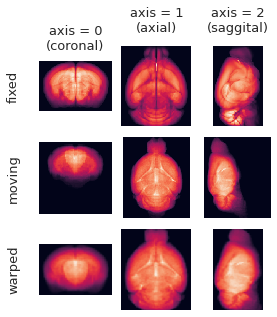 axis = 0
(coronal)
axis = 1
(axial)
axis = 2
(saggital)
fixed
moving
warped